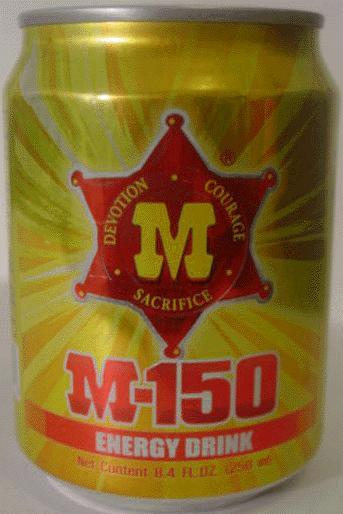 ®
DEVOTION COURAGE
M
SACRIFICE
M-150
ENERGY DRINK
Net Content 8.4 FL.OZ. (250 ml)